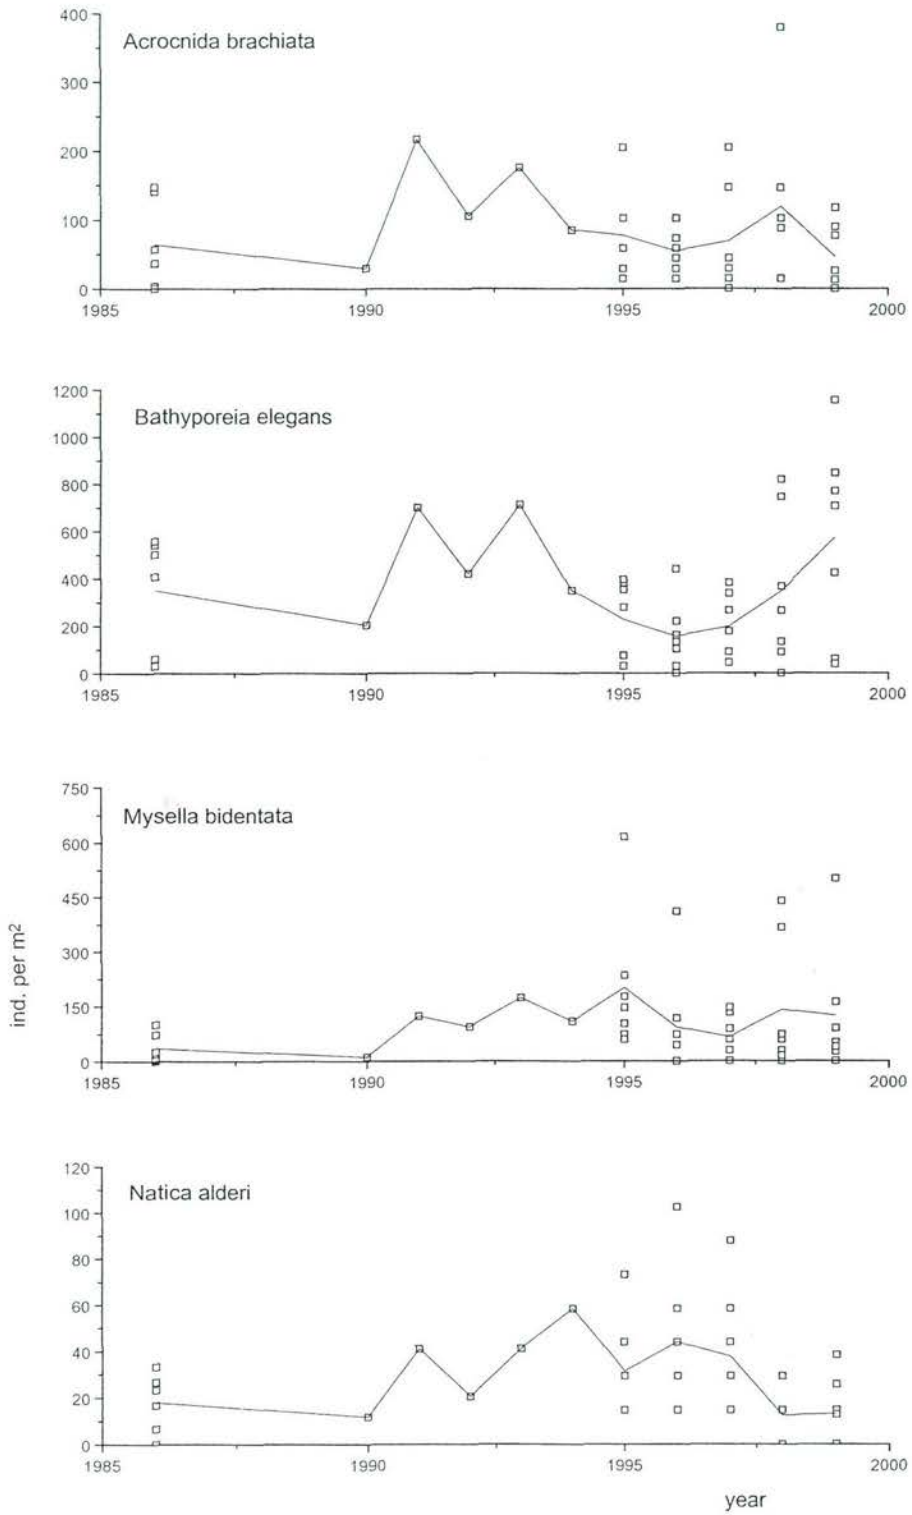 Acrocnida brachiata
400
300
200
100
0
1985 1990 1995 2000
Bathyporeia elegans
1200
1000
800
600
400
200
0
1985 1990 1995 2000
Mysella bidentata
750
600
450
300
150
0
1985 1990 1995 2000
ind. per m2
Natica alderi
120
100
80
60
40
20
0
1985 1990 1995 2000
year